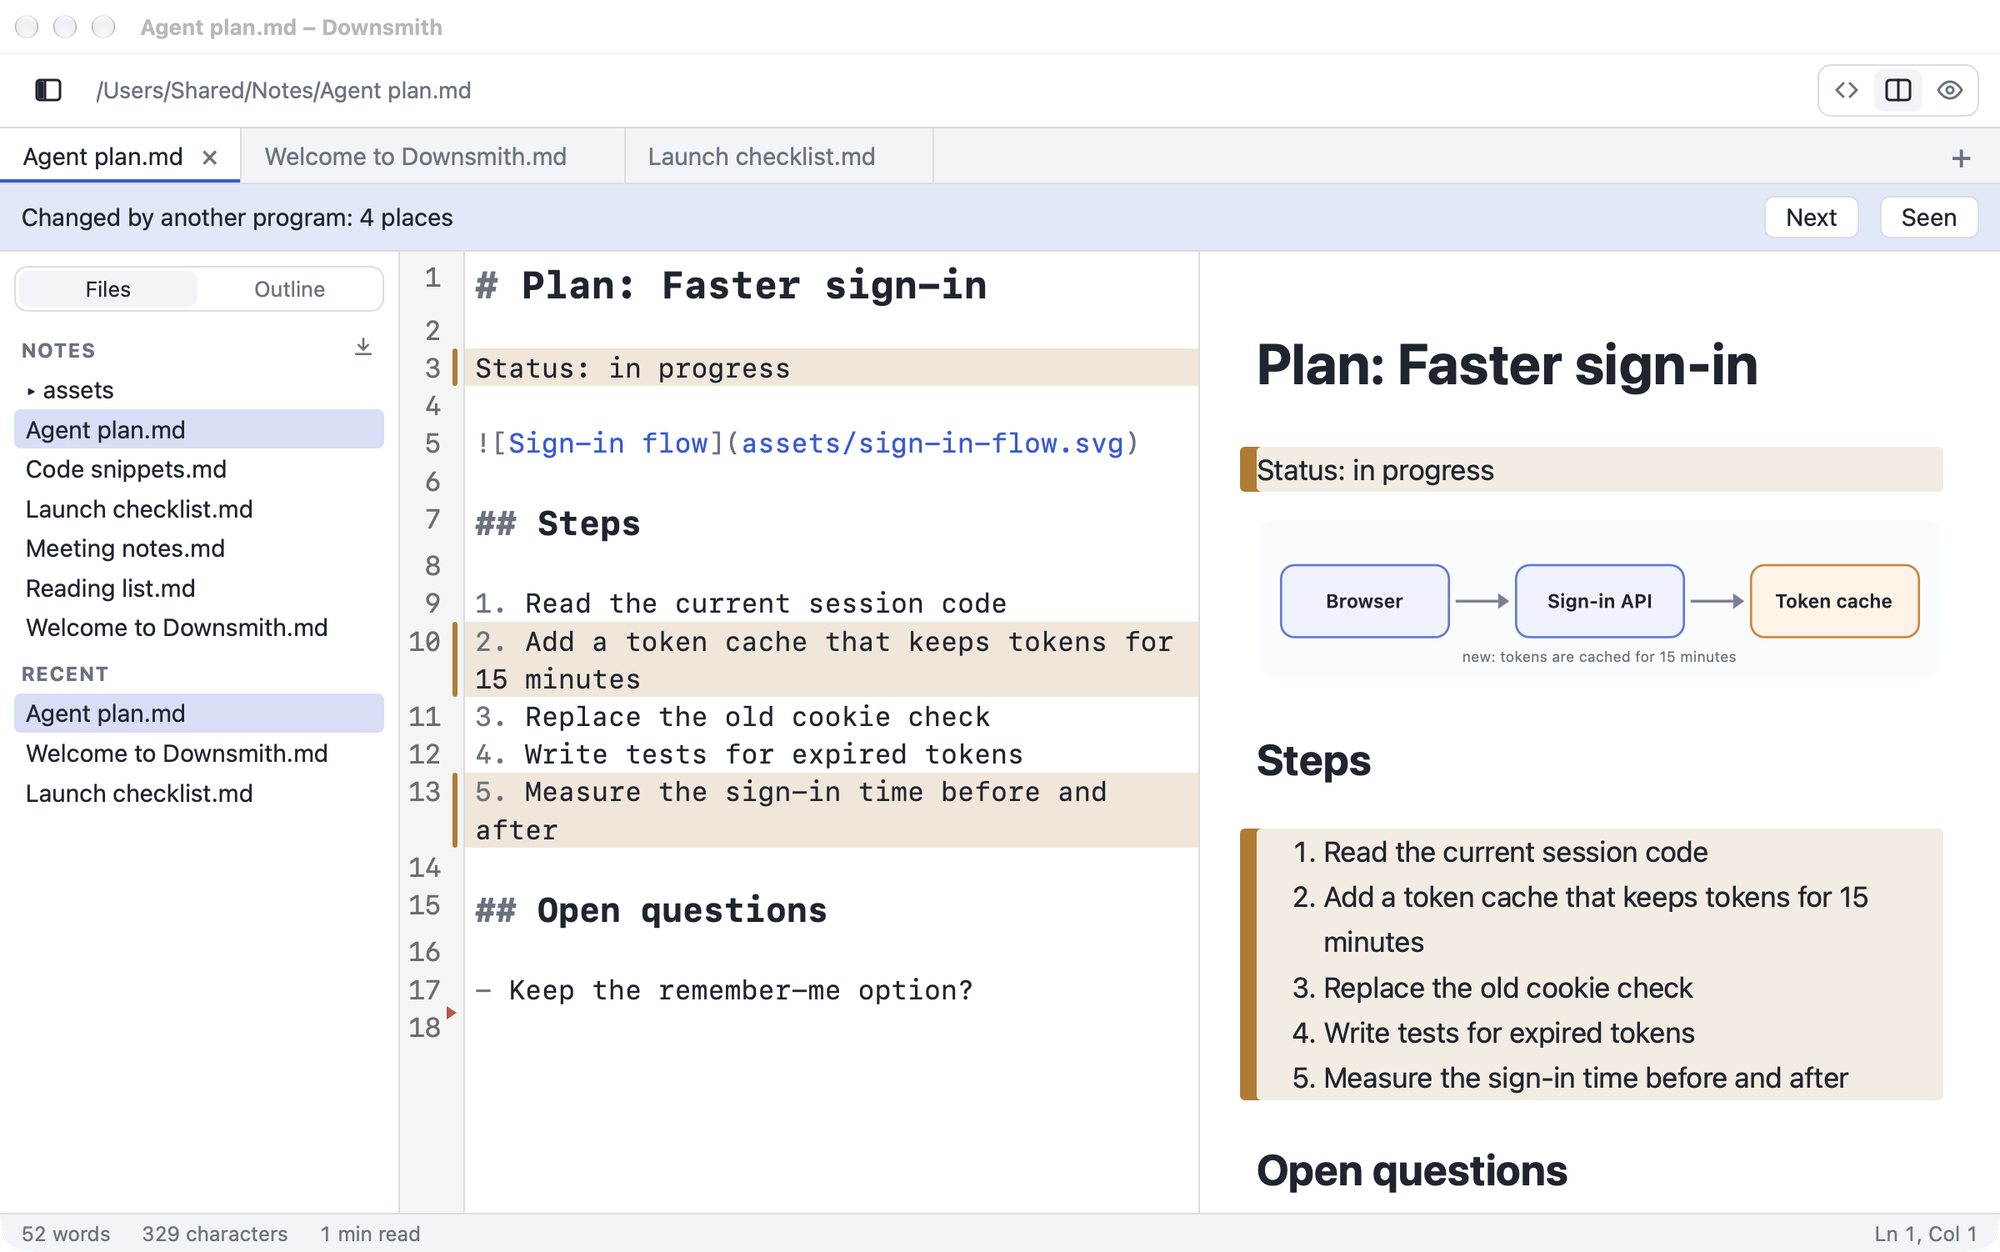 Agent plan.md – Downsmith
/Users/Shared/Notes/Agent plan.md
Agent plan.md ×
Welcome to Downsmith.md
Launch checklist.md
+
Changed by another program: 4 places
Next
Seen
Files
Outline
NOTES
assets
Agent plan.md
Code snippets.md
Launch checklist.md
Meeting notes.md
Reading list.md
Welcome to Downsmith.md
RECENT
Agent plan.md
Welcome to Downsmith.md
Launch checklist.md
1 # Plan: Faster sign-in
2
3 Status: in progress
4
5 ![Sign-in flow](assets/sign-in-flow.svg)
6
7 ## Steps
8
9 1. Read the current session code
10 2. Add a token cache that keeps tokens for
15 minutes
11 3. Replace the old cookie check
12 4. Write tests for expired tokens
13 5. Measure the sign-in time before and
after
14
15 ## Open questions
16
17 - Keep the remember-me option?
18
Plan: Faster sign-in
Status: in progress
Browser
Sign-in API
Token cache
new: tokens are cached for 15 minutes
Steps
1. Read the current session code
2. Add a token cache that keeps tokens for 15
minutes
3. Replace the old cookie check
4. Write tests for expired tokens
5. Measure the sign-in time before and after
Open questions
52 words
329 characters
1 min read
Ln 1, Col 1